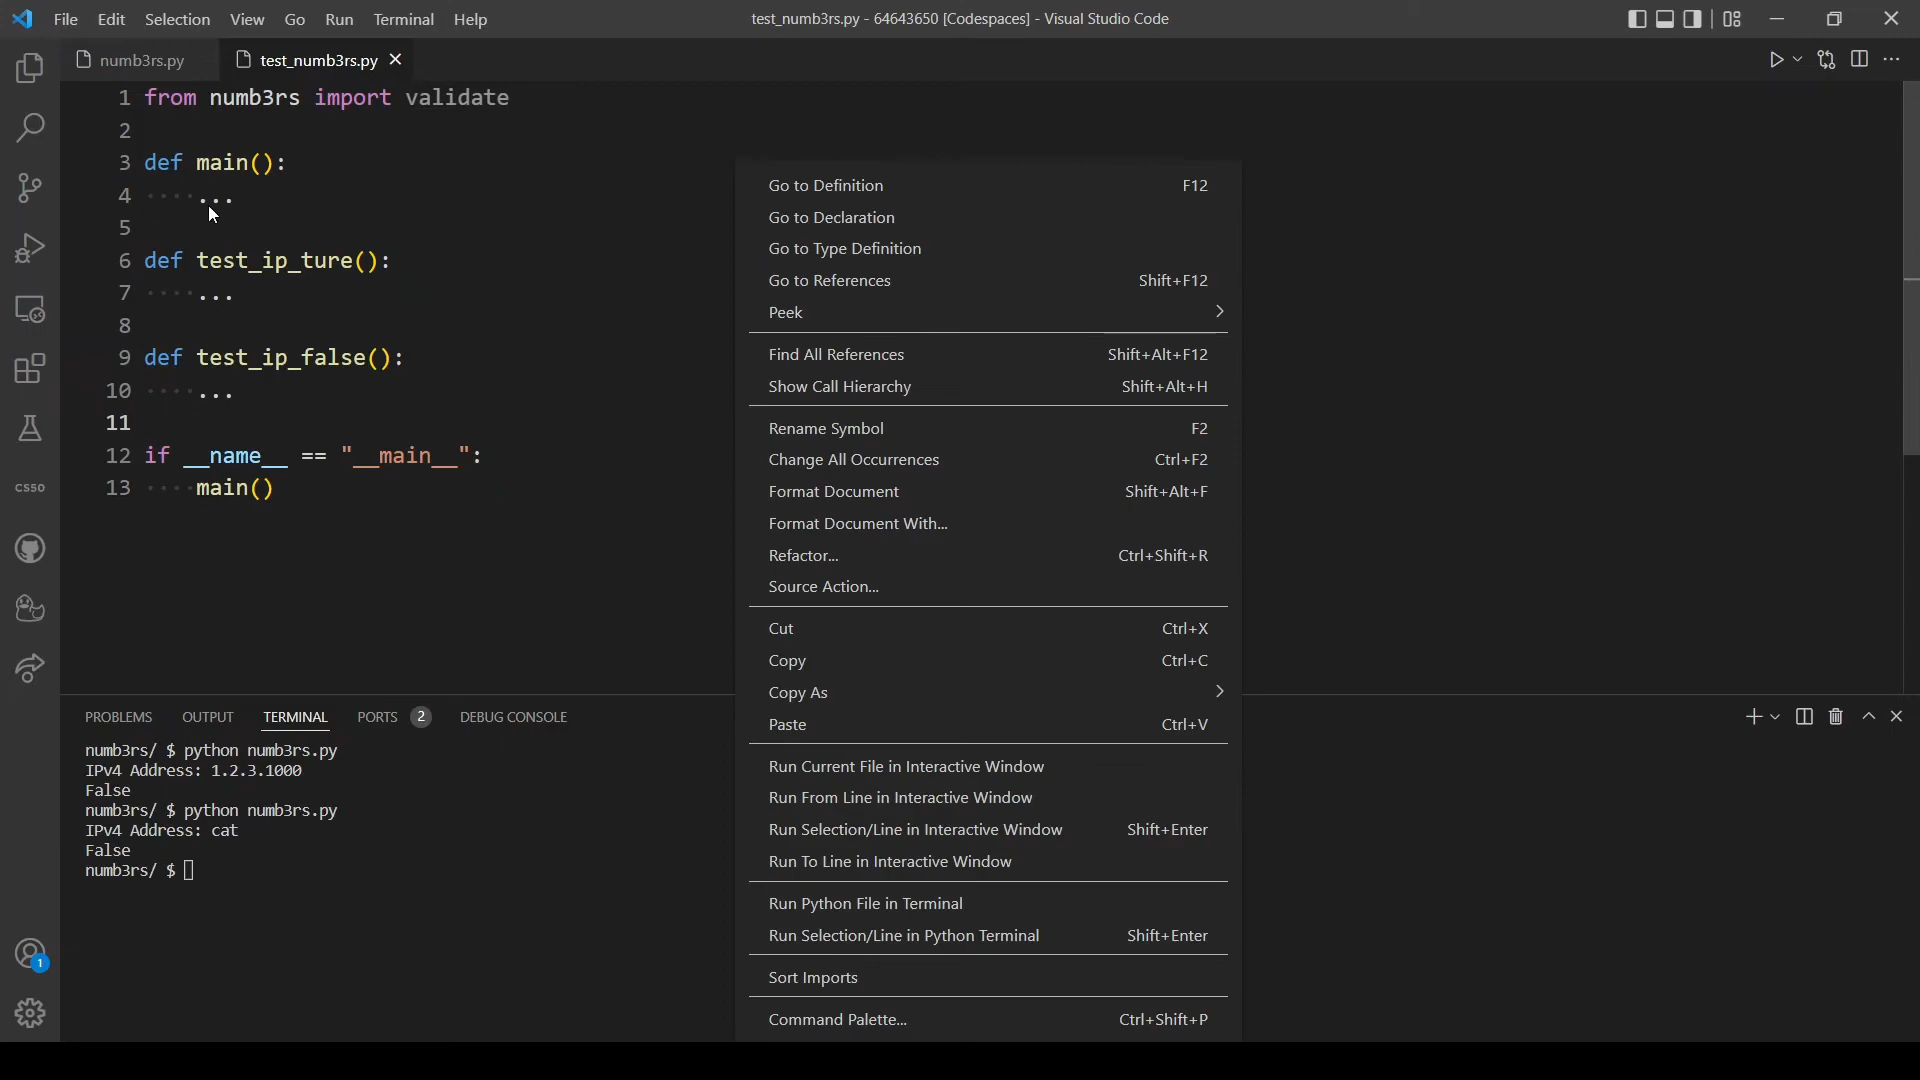 File Edit Selection View Go Run Terminal Help
test_numb3rs.py - 64643650 [Codespaces] - Visual Studio Code
numb3rs.py
test_numb3rs.py
1 from numb3rs import validate
2
3 def main():
4 ...
5
6 def test_ip_ture():
7 ...
8
9 def test_ip_false():
10 ...
11
12 if __name__ == "__main__":
13 main()
CS50
1
Go to Definition F12
Go to Declaration
Go to Type Definition
Go to References Shift+F12
Peek
Find All References Shift+Alt+F12
Show Call Hierarchy Shift+Alt+H
Rename Symbol F2
Change All Occurrences Ctrl+F2
Format Document Shift+Alt+F
Format Document With...
Refactor... Ctrl+Shift+R
Source Action...
Cut Ctrl+X
Copy Ctrl+C
Copy As
Paste Ctrl+V
Run Current File in Interactive Window
Run From Line in Interactive Window
Run Selection/Line in Interactive Window Shift+Enter
Run To Line in Interactive Window
Run Python File in Terminal
Run Selection/Line in Python Terminal Shift+Enter
Sort Imports
Command Palette... Ctrl+Shift+P
PROBLEMS OUTPUT TERMINAL PORTS 2 DEBUG CONSOLE
numb3rs/ $ python numb3rs.py
IPv4 Address: 1.2.3.1000
False
numb3rs/ $ python numb3rs.py
IPv4 Address: cat
False
numb3rs/ $